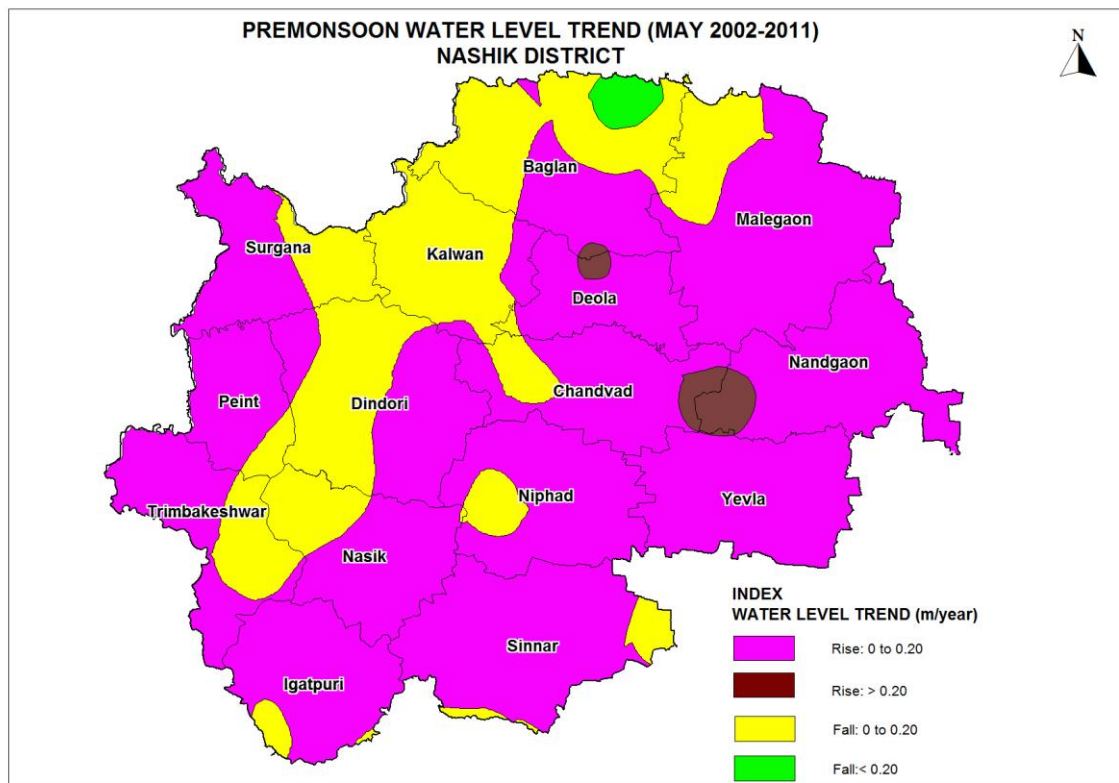 PREMONSOON WATER LEVEL TREND (MAY 2002-2011)
NASHIK DISTRICT
N
Baglan
Malegaon
Surgana
Kalwan
Deola
Nandgaon
Chandvad
Peint
Dindori
Niphad
Yevla
Trimbakeshwar
Nasik
Sinnar
Igatpuri
INDEX
WATER LEVEL TREND (m/year)
Rise: 0 to 0.20
Rise: > 0.20
Fall: 0 to 0.20
Fall:< 0.20